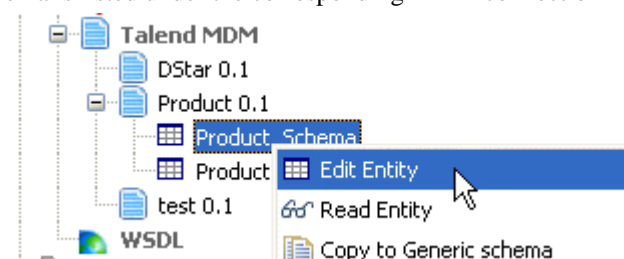 Talend MDM
DStar 0.1
Product 0.1
Product_Schema
Product
Edit Entity
test 0.1
Read Entity
WSDL
Copy to Generic schema